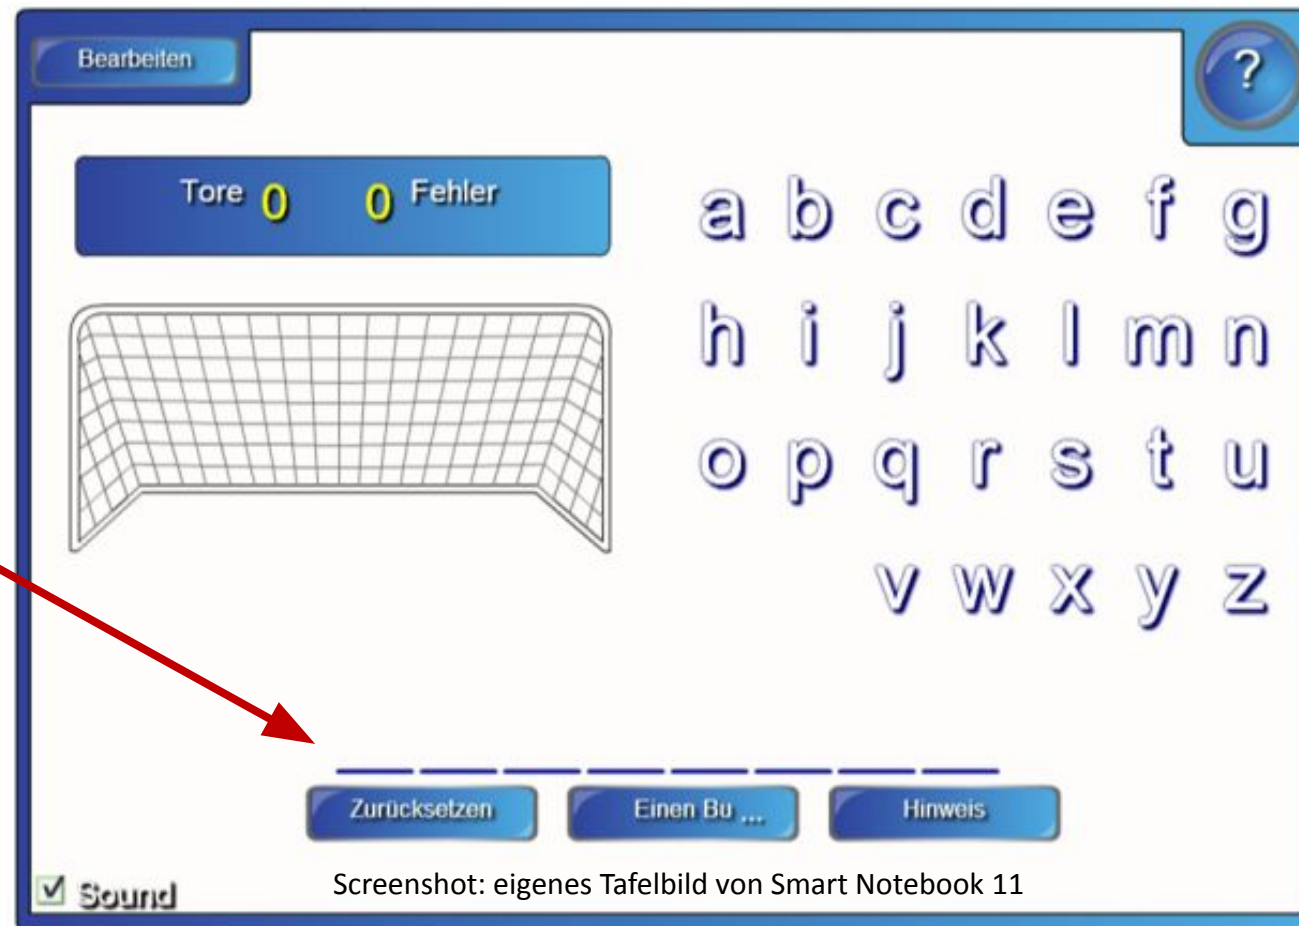 Bearbeiten
?
Tore 0 0 Fehler
a b c d e f g
h i j k l m n
o p q r s t u
v w x y z
Zurücksetzen Einen Bu ... Hinweis
Sound
Screenshot: eigenes Tafelbild von Smart Notebook 11